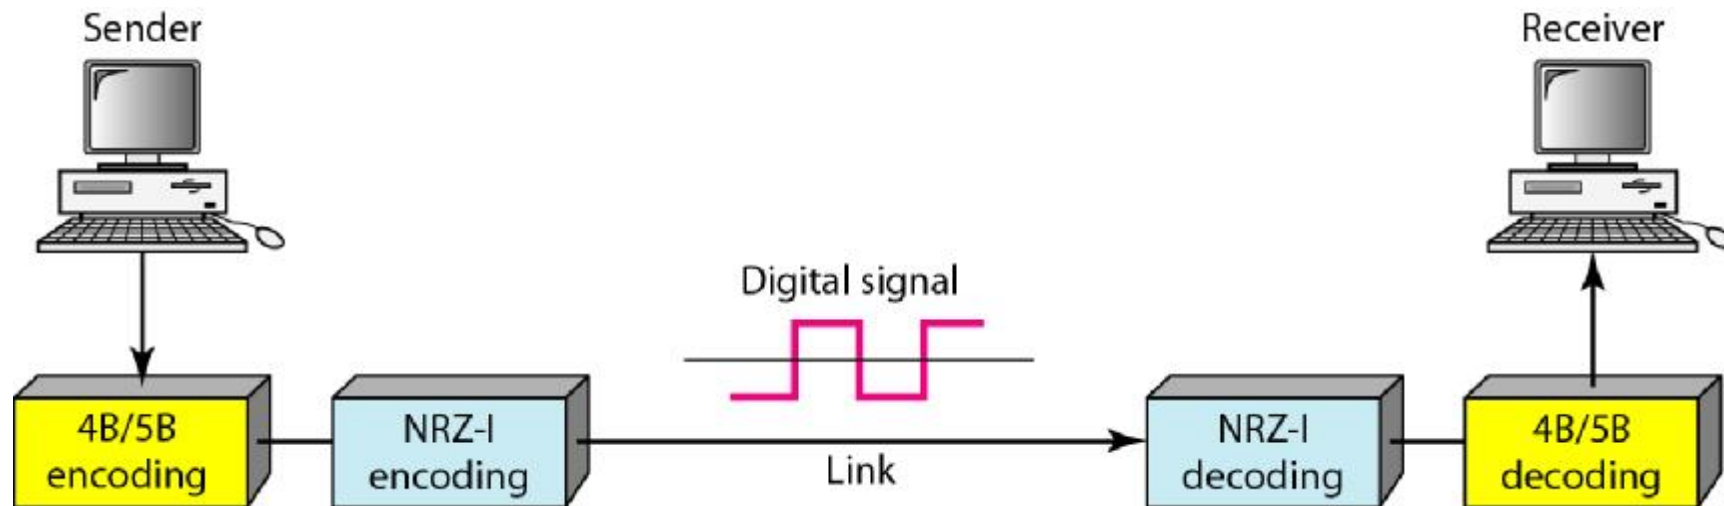 Sender
Receiver
Digital signal
4B/5B
encoding
NRZ-I
encoding
Link
NRZ-I
decoding
4B/5B
decoding